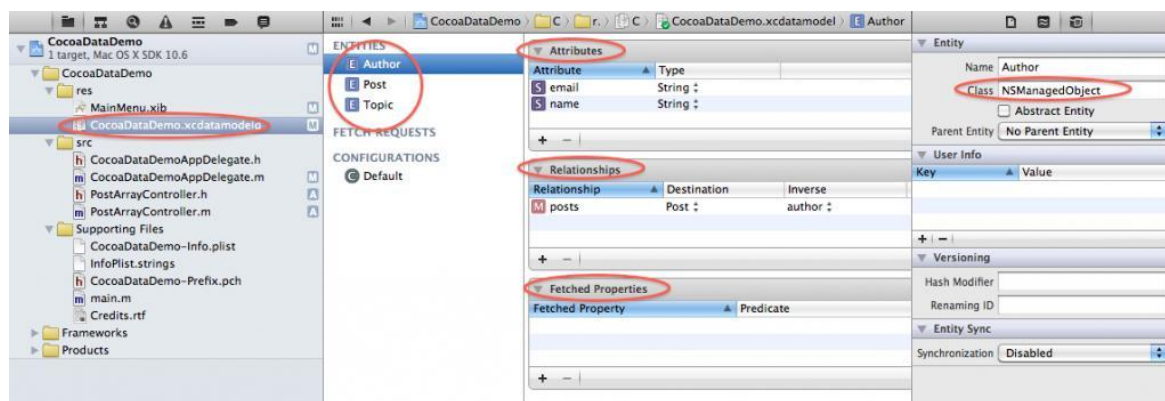 CocoaDataDemo
1 target, Mac OS X SDK 10.6
CocoaDataDemo
res
MainMenu.xib
CocoaDataDemo.xcdatamodeld
src
CocoaDataDemoAppDelegate.h
CocoaDataDemoAppDelegate.m
PostArrayController.h
PostArrayController.m
Supporting Files
CocoaDataDemo-Info.plist
InfoPlist.strings
CocoaDataDemo-Prefix.pch
main.m
Credits.rtf
Frameworks
Products
CocoaDataDemo C r. C CocoaDataDemo.xcdatamodel E Author
ENTITIES
E Author
E Post
E Topic
FETCH REQUESTS
CONFIGURATIONS
C Default
Attributes
Attribute Type
S email String
S name String
Relationships
Relationship Destination Inverse
M posts Post author
Fetched Properties
Fetched Property Predicate
Entity
Name Author
Class NSManagedObject
Abstract Entity
Parent Entity No Parent Entity
User Info
Key Value
Versioning
Hash Modifier
Renaming ID
Entity Sync
Synchronization Disabled